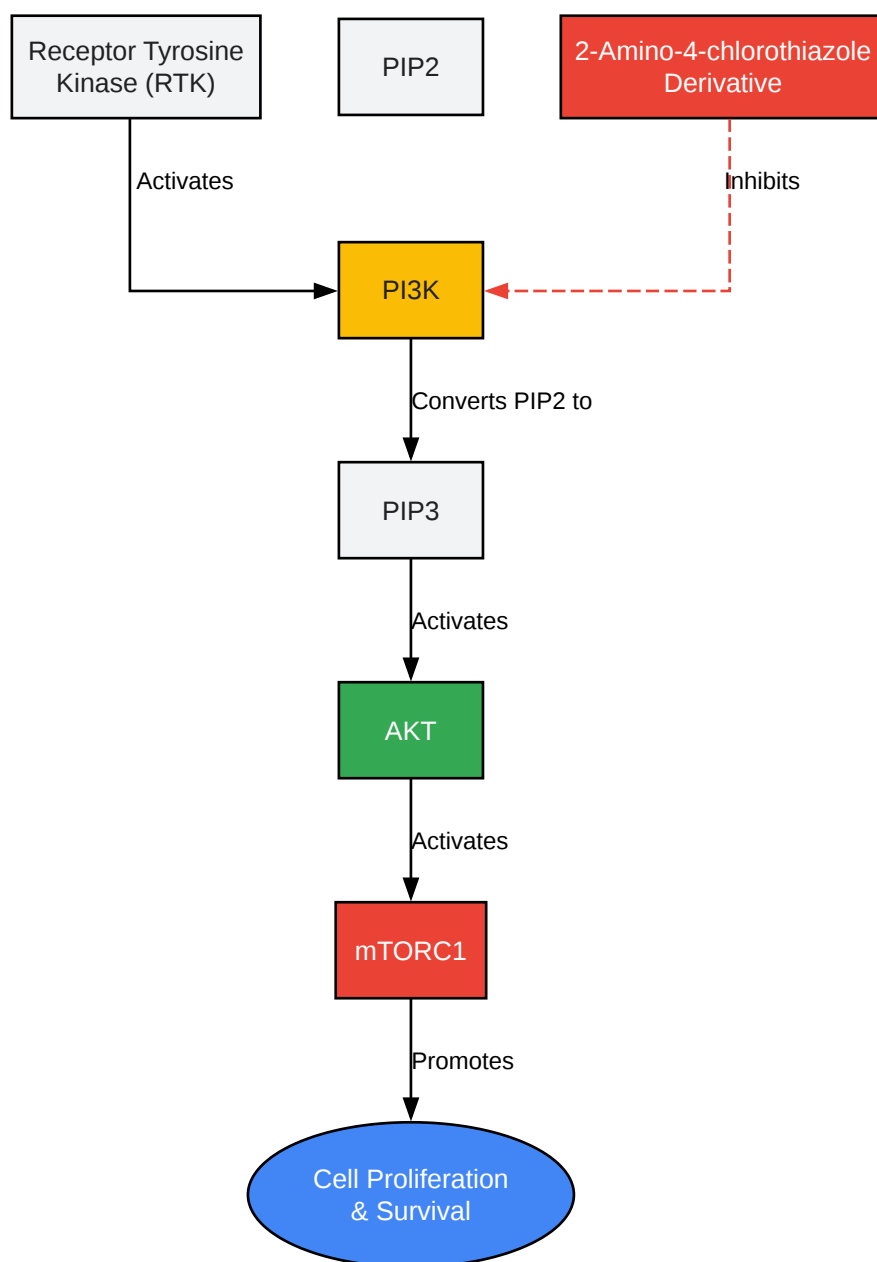 Receptor Tyrosine
Kinase (RTK)
PIP2
2-Amino-4-chlorothiazole
Derivative
Activates
Inhibits
PI3K
Converts PIP2 to
PIP3
Activates
AKT
Activates
mTORC1
Promotes
Cell Proliferation
& Survival